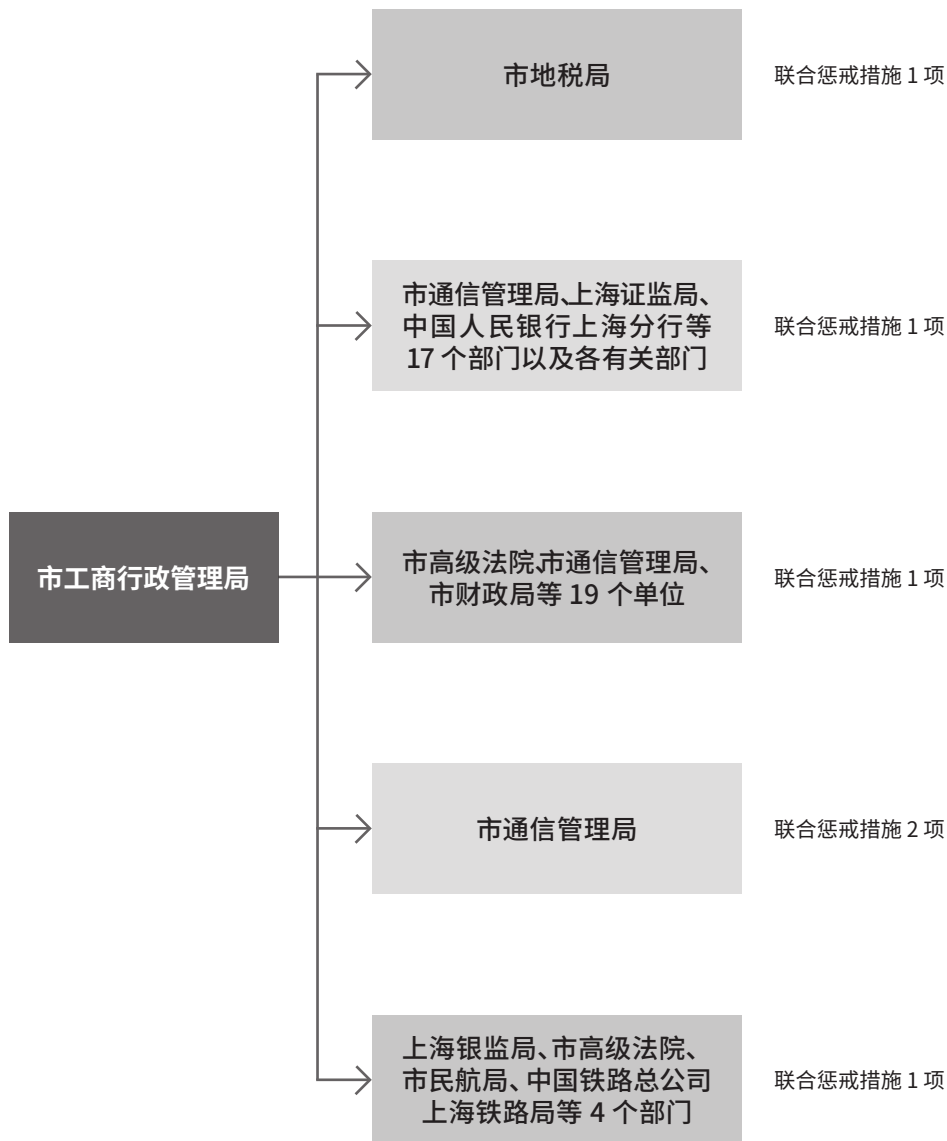 市地税局
联合惩戒措施 1 项
市通信管理局、上海证监局、
中国人民银行上海分行等
17 个部门以及各有关部门
联合惩戒措施 1 项
市工商行政管理局
市高级法院、市通信管理局、
市财政局等 19 个单位
联合惩戒措施 1 项
市通信管理局
联合惩戒措施 2 项
上海银监局、市高级法院、
市民航局、中国铁路总公司
上海铁路局等 4 个部门
联合惩戒措施 1 项